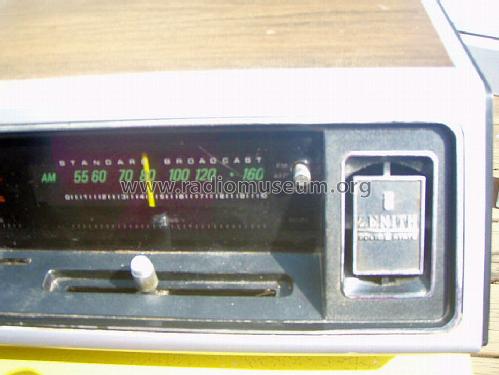 STANDARD BROADCAST
AM 55 60 70 80 100 120 • 160
www.radiomuseum.org
ZENITH
SOLID STATE